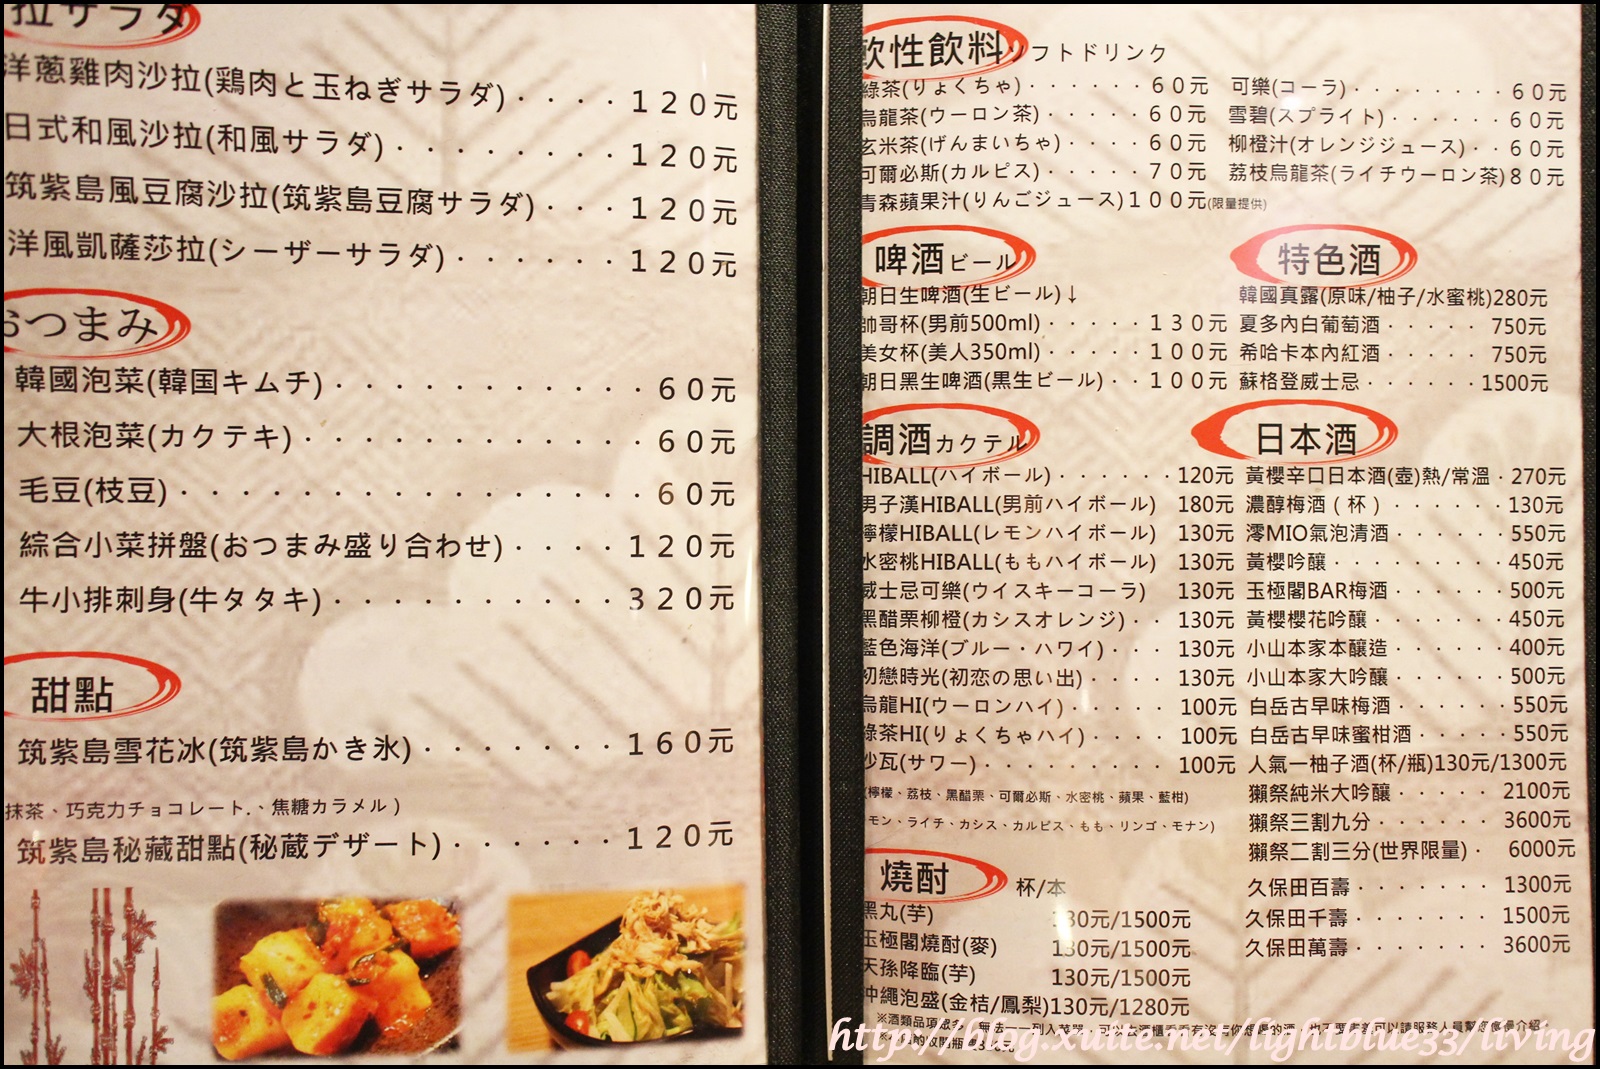 拉サラダ
洋蔥雞肉沙拉(鶏肉と玉ねぎサラダ)····120元
日式和風沙拉(和風サラダ)········120元
筑紫島風豆腐沙拉(筑紫島豆腐サラダ)···120元
洋風凱薩莎拉(シーザーサラダ)······120元
おつまみ
韓國泡菜(韓国キムチ)··········60元
大根泡菜(カクテキ)···········60元
毛豆(枝豆)···············60元
綜合小菜拼盤(おつまみ盛り合わせ)····120元
牛小排刺身(牛タタキ)··········320元
甜點
筑紫島雪花冰(筑紫島かき氷)·······160元
抹茶、巧克力チョコレート.、焦糖カラメル)
筑紫島秘藏甜點(秘蔵デザート)······120元
軟性飲料ソフトドリンク
綠茶(りょくちゃ)······60元
烏龍茶(ウーロン茶)·····60元
玄米茶(げんまいちゃ)····60元
可爾必斯(カルピス)·····70元
青森蘋果汁(りんごジュース)100元(限量提供)
可樂(コーラ)········60元
雪碧(スプライト)······60元
柳橙汁(オレンジジュース)··60元
荔枝烏龍茶(ライチウーロン茶)80元
啤酒ビール
朝日生啤酒(生ビール)↓
帥哥杯(男前500ml)·····130元
美女杯(美人350ml)·····100元
朝日黑生啤酒(黒生ビール)··100元
特色酒
韓國真露(原味/柚子/水蜜桃)280元
夏多內白葡萄酒····· 750元
希哈卡本內紅酒····· 750元
蘇格登威士忌······1500元
調酒カクテル
HIBALL(ハイボール)······120元
男子漢HIBALL(男前ハイボール) 180元
檸檬HIBALL(レモンハイボール) 130元
水密桃HIBALL(ももハイボール) 130元
威士忌可樂(ウイスキーコーラ) 130元
黑醋栗柳橙(カシスオレンジ)··130元
藍色海洋(ブルー・ハワイ)···130元
初戀時光(初恋の思い出)····130元
烏龍HI(ウーロンハイ)·····100元
綠茶HI(りょくちゃハイ)····100元
沙瓦(サワー)·········100元
(檸檬、荔枝、黑醋栗、可爾必斯、水密桃、蘋果、藍柑)
モン、ライチ、カシス、カルピス、もも、リンゴ、モナン)
日本酒
黃櫻辛口日本酒(壺)熱/常溫·270元
濃醇梅酒(杯)······130元
澪MIO氣泡清酒······550元
黃櫻吟釀·········450元
玉極閣BAR梅酒······500元
黃櫻櫻花吟釀·······450元
小山本家本釀造······400元
小山本家大吟釀······500元
白岳古早味梅酒······550元
白岳古早味蜜柑酒·····550元
人氣一柚子酒(杯/瓶)130元/1300元
獺祭純米大吟釀·····2100元
獺祭三割九分······3600元
獺祭二割三分(世界限量)·6000元
久保田百壽·······1300元
久保田千壽·······1500元
久保田萬壽·······3600元
燒酎 杯/本
黑丸(芋) 130元/1500元
玉極閣燒酎(麥) 130元/1500元
天孫降臨(芋) 130元/1500元
沖繩泡盛(金桔/鳳梨)130元/1280元
※酒類品項眾多,無法一一列入菜單,可以去酒櫃看看有沒有你想喝的酒
http://blog.xuite.net/lightblue33/living